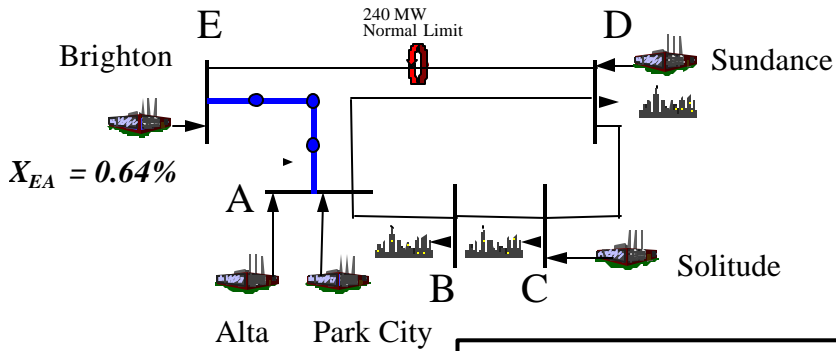 E
240 MW
Normal Limit
D
Brighton
Sundance
X_EA = 0.64%
A
B
C
Solitude
Alta
Park City